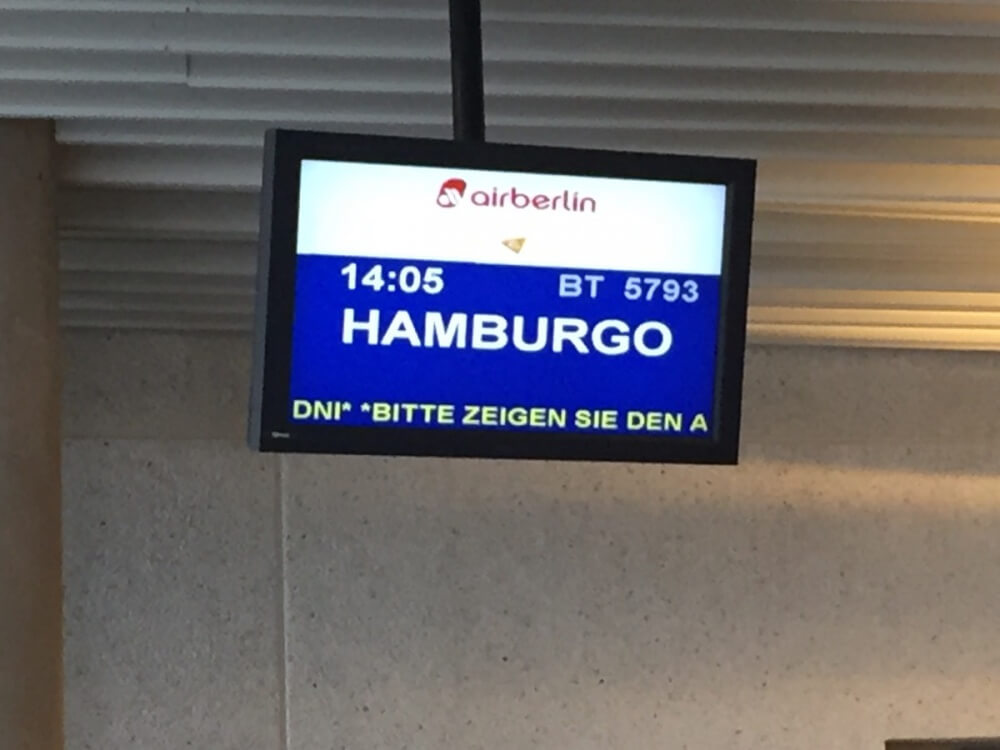 airberlin
14:05 BT 5793
HAMBURGO
DNI* *BITTE ZEIGEN SIE DEN A